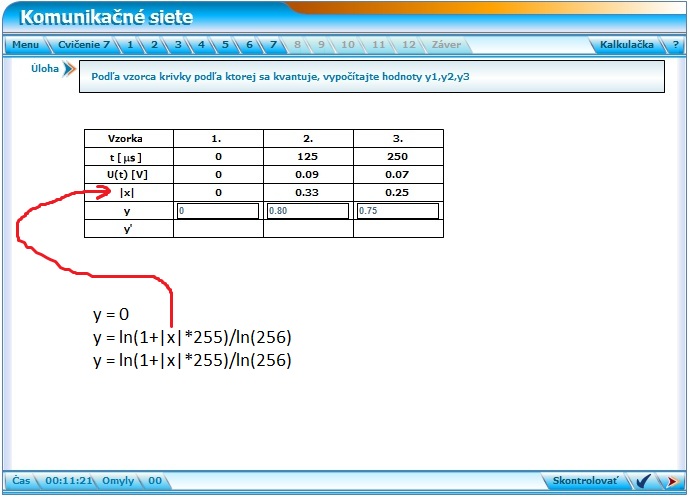 Komunikačné siete
Menu Cvičenie 7 1 2 3 4 5 6 7 8 9 10 11 12 Záver Kalkulačka ?
Úloha Podľa vzorca krivky podľa ktorej sa kvantuje, vypočítajte hodnoty y1,y2,y3
Vzorka 1. 2. 3.
t [ μs ] 0 125 250
U(t) [V] 0 0.09 0.07
|x| 0 0.33 0.25
y 0 0.80 0.75
y'
y = 0
y = ln(1+|x|*255)/ln(256)
y = ln(1+|x|*255)/ln(256)
Čas 00:11:21 Omyly 00 Skontrolovať